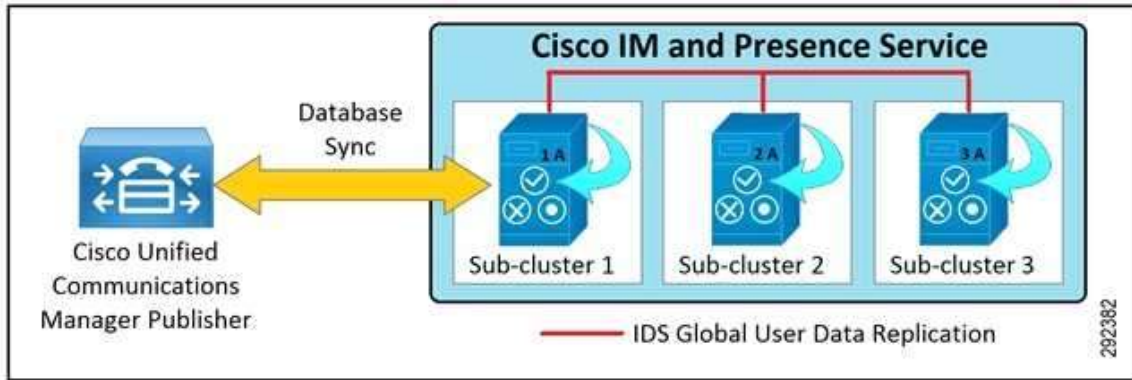 Cisco IM and Presence Service
Database
Sync
1 A
2 A
3 A
Sub-cluster 1
Sub-cluster 2
Sub-cluster 3
Cisco Unified
Communications
Manager Publisher
IDS Global User Data Replication
292382